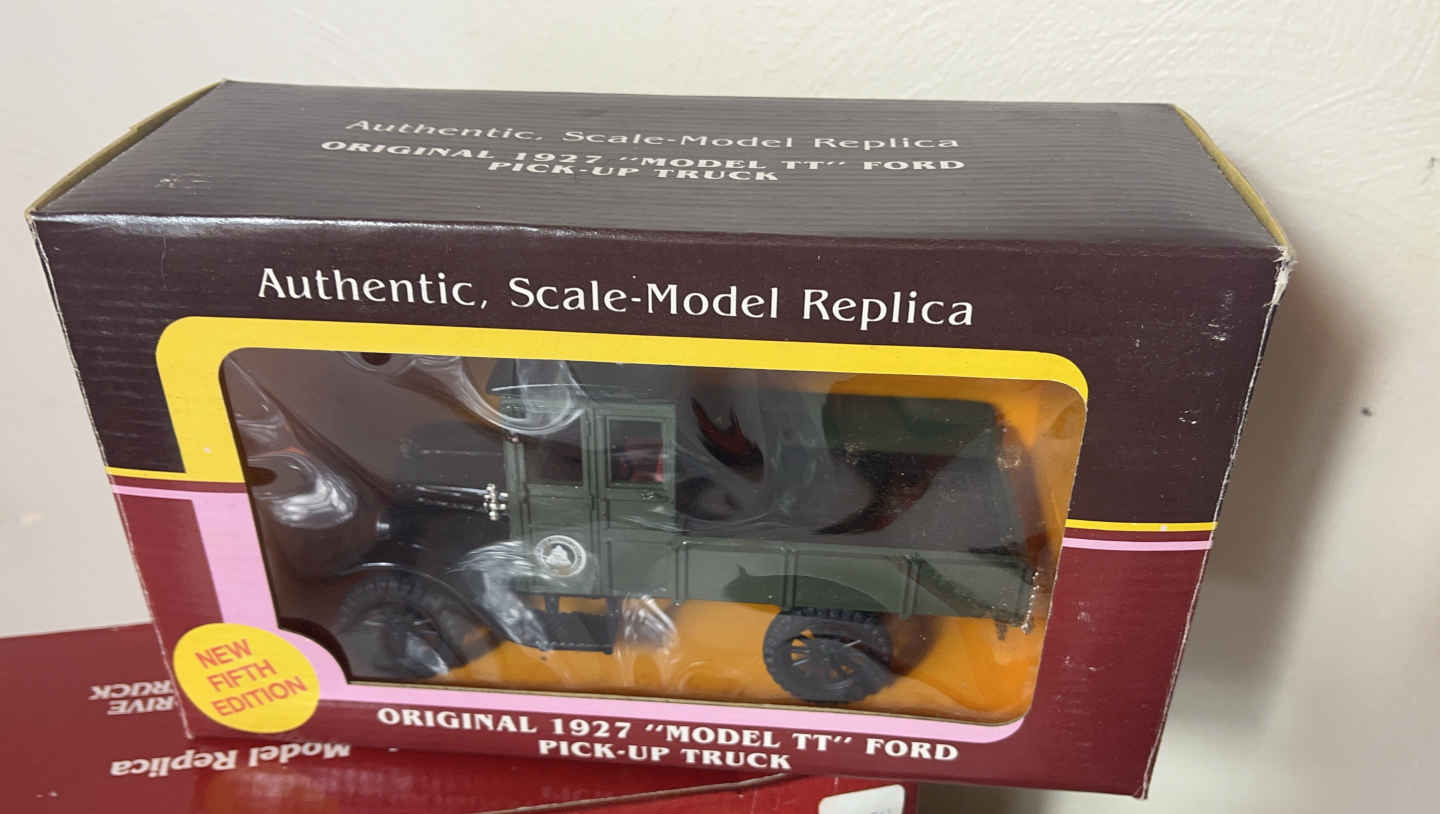 Authentic, Scale-Model Replica
ORIGINAL 1927 "MODEL TT" FORD
PICK-UP TRUCK
Authentic, Scale-Model Replica
NEW
FIFTH
EDITION
ORIGINAL 1927 "MODEL TT" FORD
PICK-UP TRUCK
Model Replica